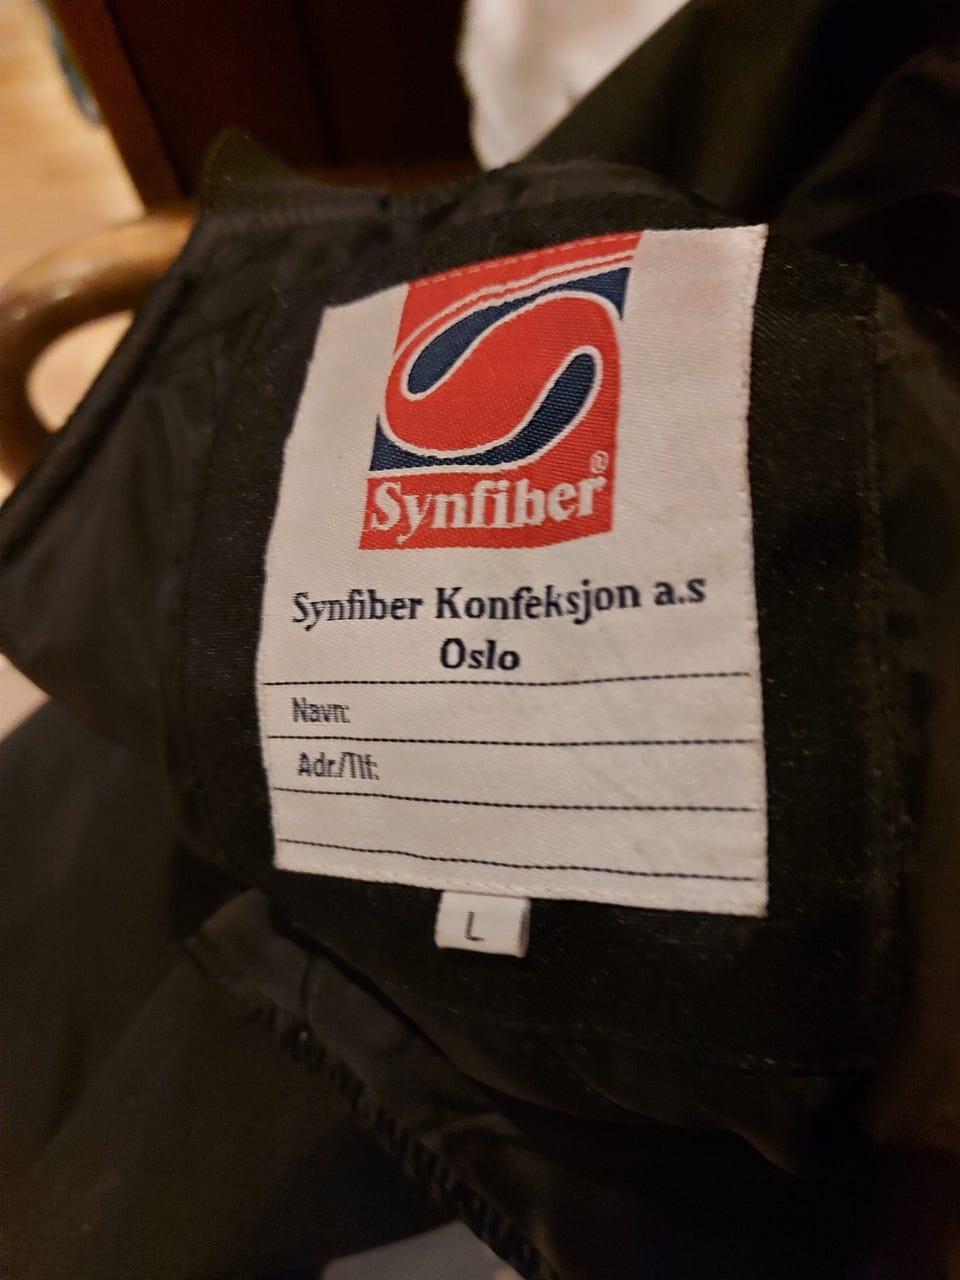 Synfiber®
Synfiber Konfeksjon a.s
Oslo
Navn:
Adr./Tlf:
L